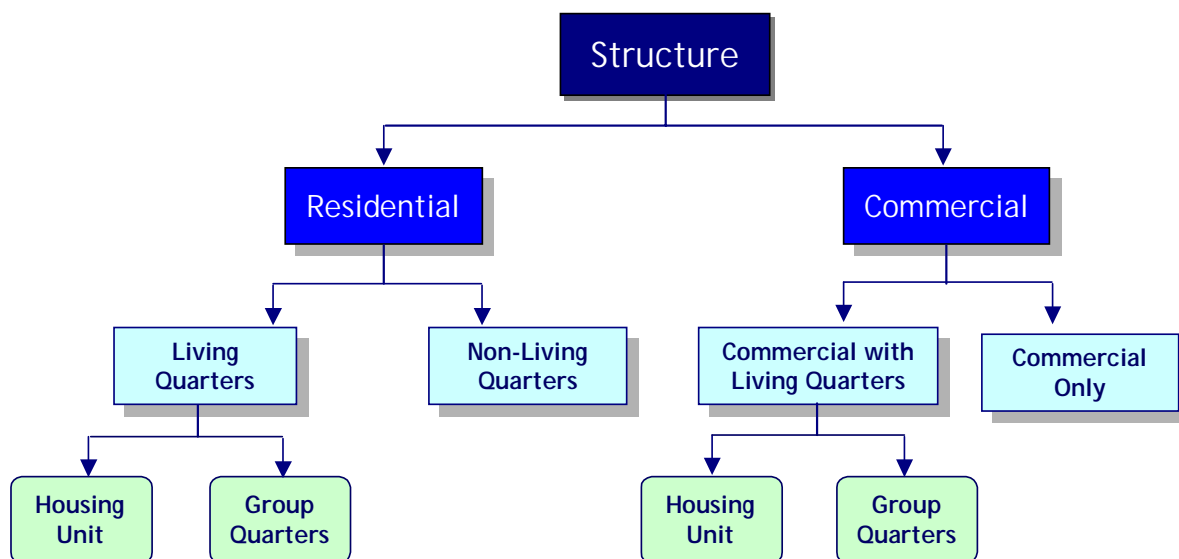 Structure
Residential
Commercial
Living
Quarters
Non-Living
Quarters
Commercial with
Living Quarters
Commercial
Only
Housing
Unit
Group
Quarters
Housing
Unit
Group
Quarters